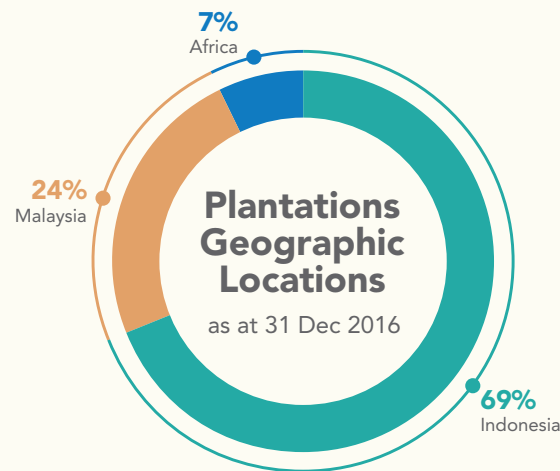 7%
Africa
24%
Malaysia
Plantations
Geographic
Locations
as at 31 Dec 2016
69%
Indonesia